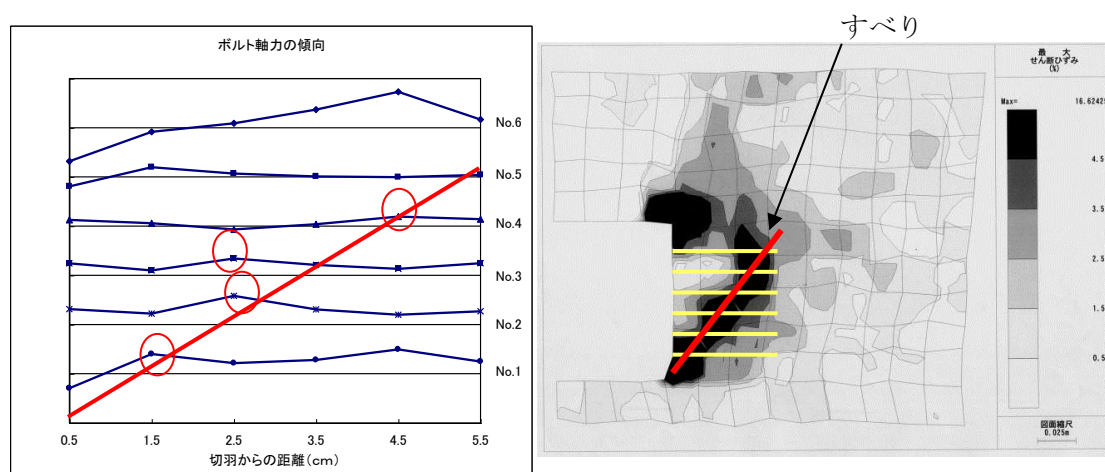 ボルト軸力の傾向
No.6
No.5
No.4
No.3
No.2
No.1
0.5
1.5
2.5
3.5
4.5
5.5
切羽からの距離(cm)
すべり
最 大
せん断ひずみ
(%)
Max= 16.6242
4.5
3.5
2.5
1.5
0.5
図面縮尺
0.025m